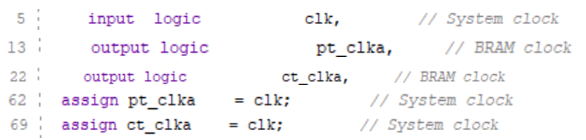 5 input logic clk, // System clock
13 output logic pt_clka, // BRAM clock
22 output logic ct_clka, // BRAM clock
62 assign pt_clka = clk; // System clock
69 assign ct_clka = clk; // System clock